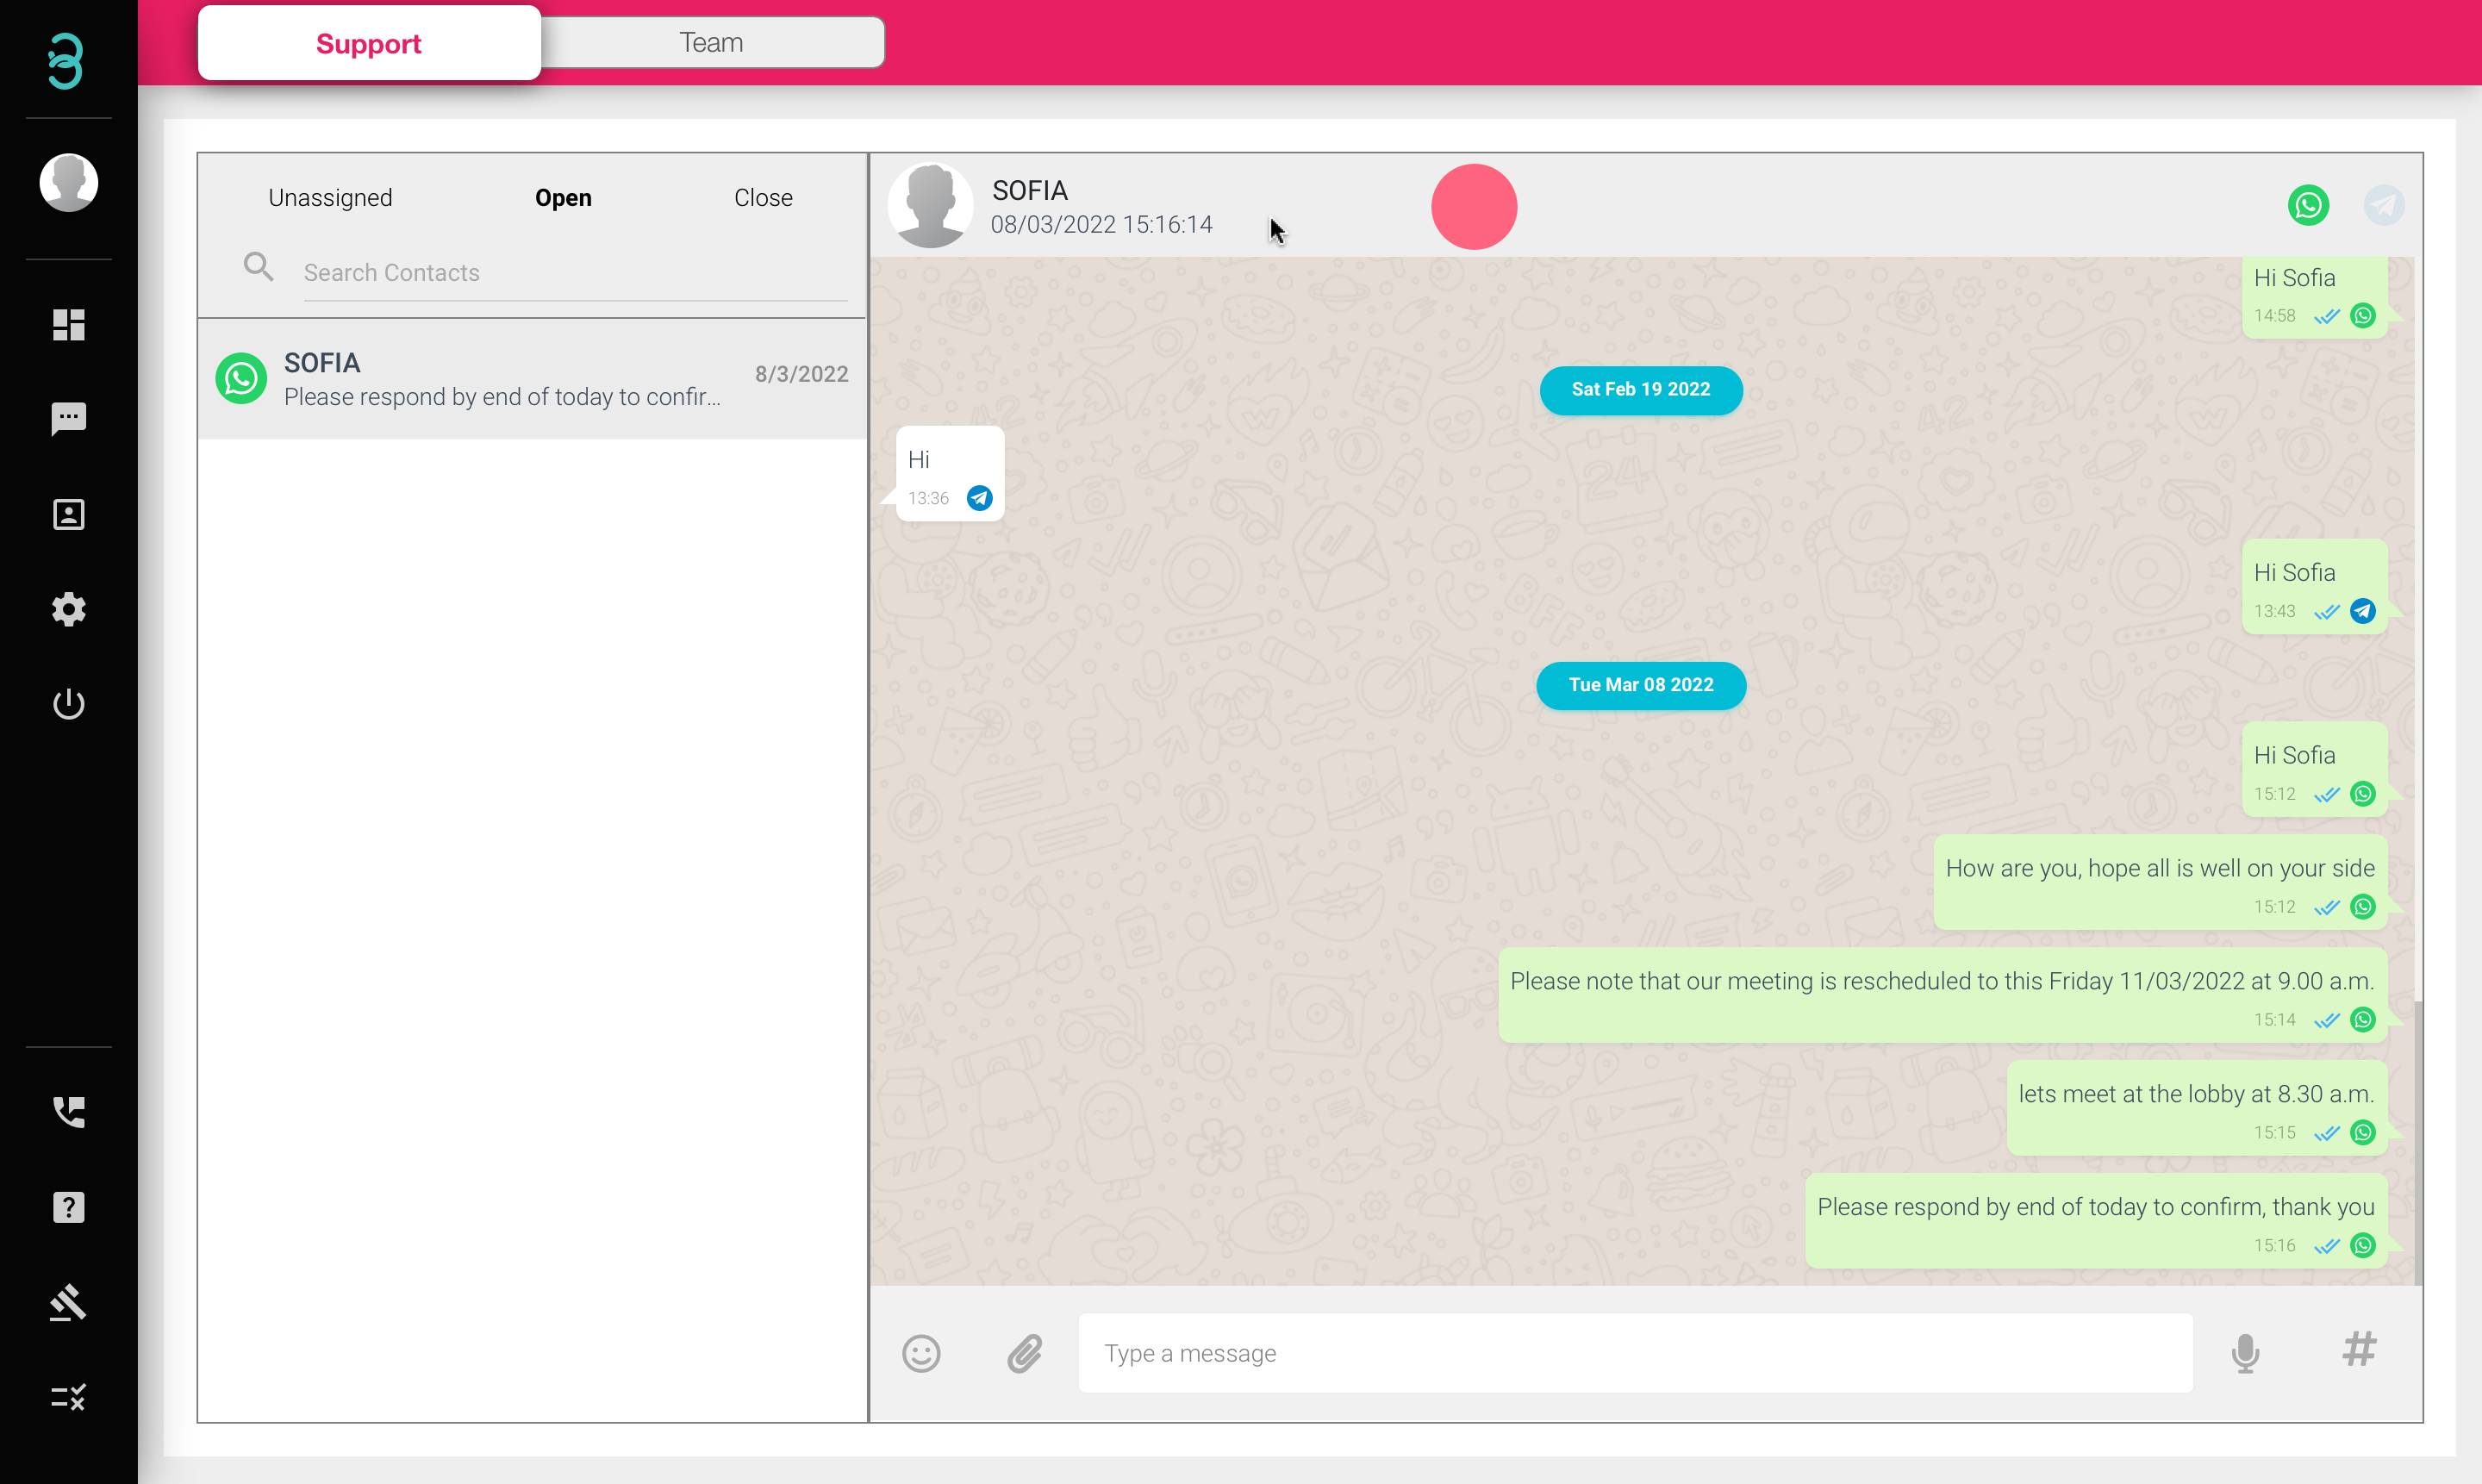 Support
Team
Unassigned
Open
Close
Search Contacts
SOFIA
8/3/2022
Please respond by end of today to confir...
SOFIA
08/03/2022 15:16:14
Hi Sofia
14:58
Sat Feb 19 2022
Hi
13:36
Hi Sofia
13:43
Tue Mar 08 2022
Hi Sofia
15:12
How are you, hope all is well on your side
15:12
Please note that our meeting is rescheduled to this Friday 11/03/2022 at 9.00 a.m.
15:14
lets meet at the lobby at 8.30 a.m.
15:15
Please respond by end of today to confirm, thank you
15:16
Type a message
#